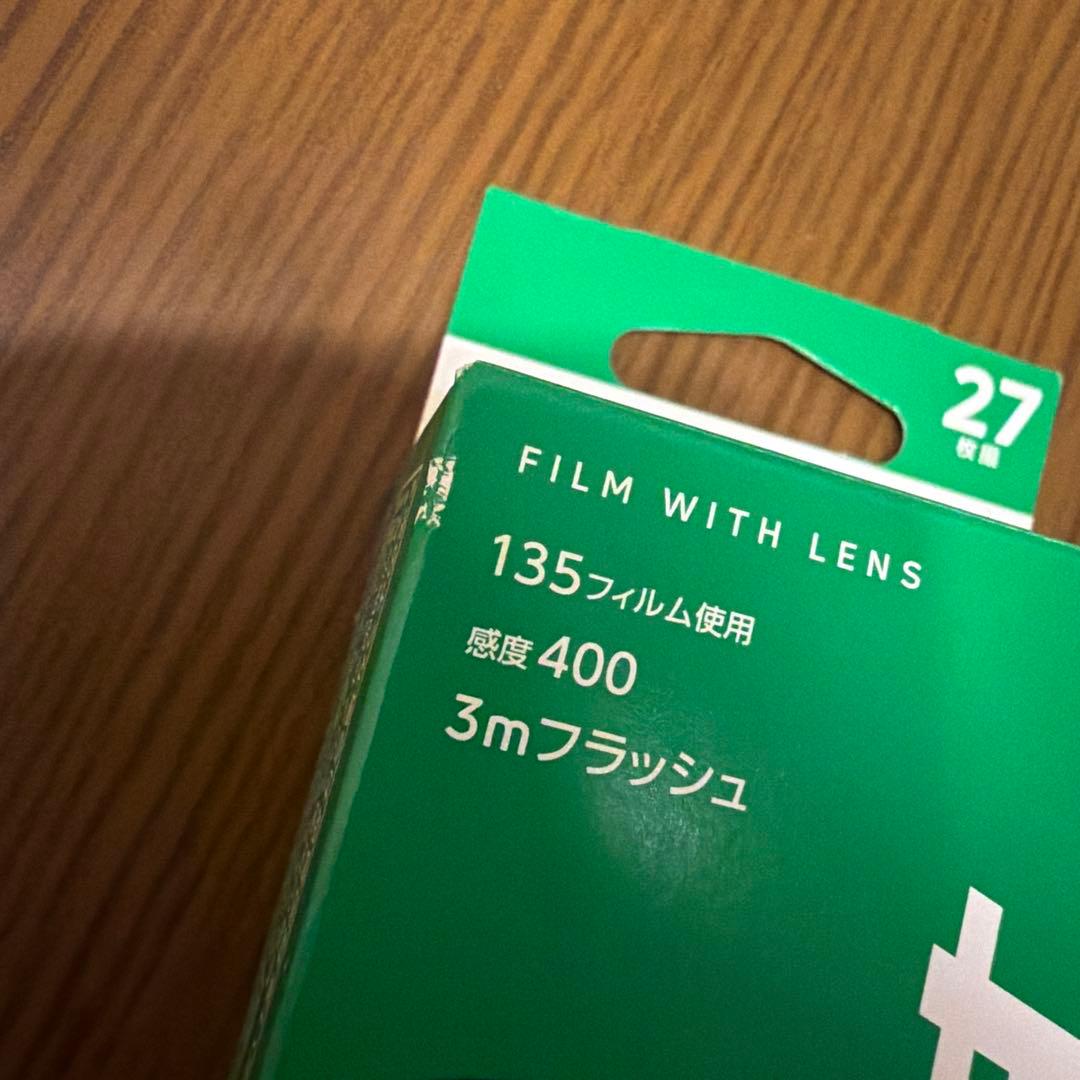 27
枚撮
FILM WITH LENS
135フィルム使用
感度400
3mフラッシュ